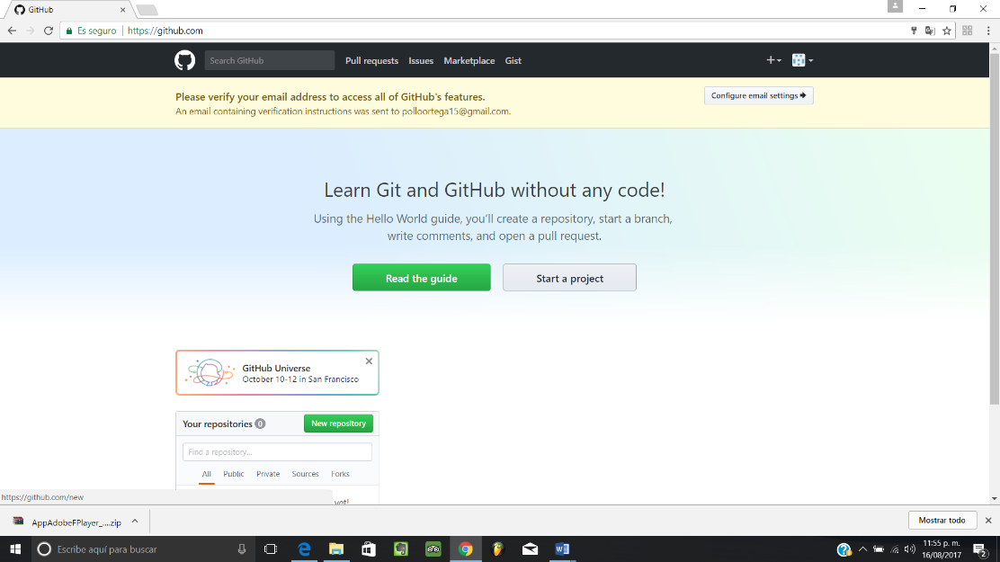 GitHub
Es seguro
https://github.com
Search GitHub
Pull requests
Issues
Marketplace
Gist
Please verify your email address to access all of GitHub's features.
An email containing verification instructions was sent to polloortega15@gmail.com.
Configure email settings
Learn Git and GitHub without any code!
Using the Hello World guide, you'll create a repository, start a branch,
write comments, and open a pull request.
Read the guide
Start a project
GitHub Universe
October 10-12 in San Francisco
Your repositories 0
New repository
Find a repository...
All
Public
Private
Sources
Forks
yet!
https://github.com/new
AppAdobeFPlayer_....zip
Mostrar todo
Escribe aquí para buscar
11:55 p. m.
16/08/2017
2